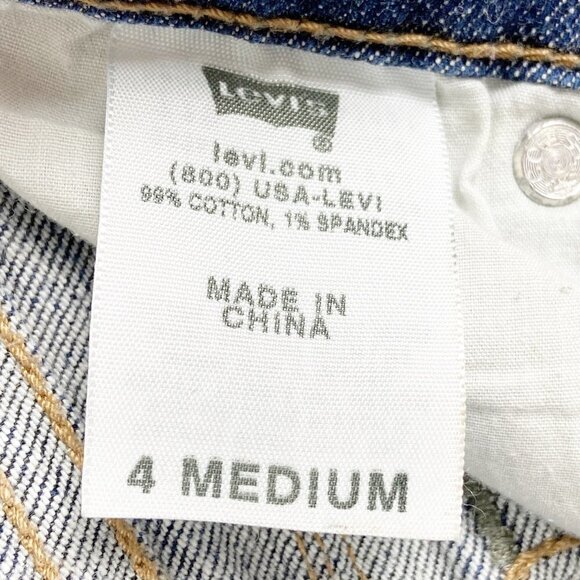 LEVI'S
®
levi.com
(800) USA-LEVI
99% COTTON, 1% SPANDEX
MADE IN
CHINA
4 MEDIUM